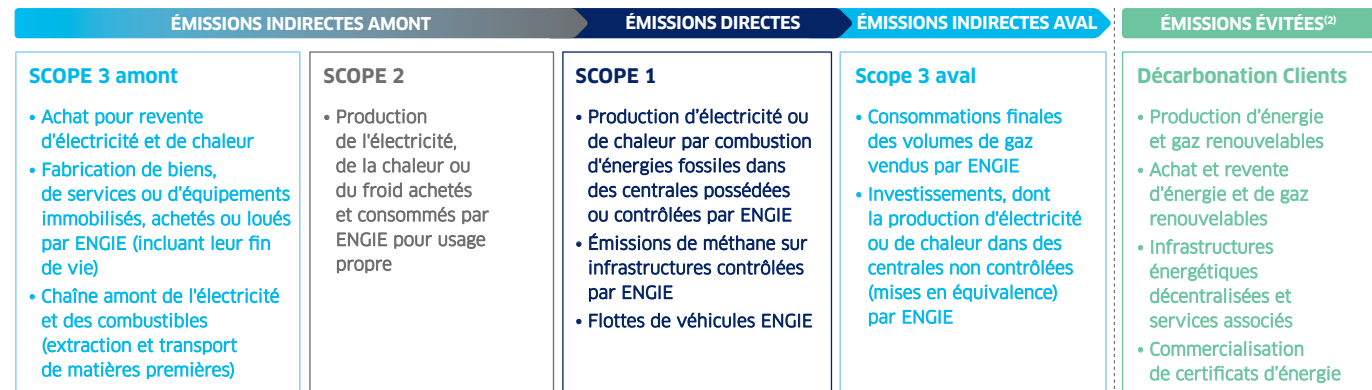 ÉMISSIONS INDIRECTES AMONT
ÉMISSIONS DIRECTES
ÉMISSIONS INDIRECTES AVAL
ÉMISSIONS ÉVITÉES(2)
SCOPE 3 amont
• Achat pour revente
d'électricité et de chaleur
• Fabrication de biens,
de services ou d'équipements
immobilisés, achetés ou loués
par ENGIE (incluant leur fin
de vie)
• Chaîne amont de l'électricité
et des combustibles
(extraction et transport
de matières premières)
SCOPE 2
• Production
de l'électricité,
de la chaleur ou
du froid achetés
et consommés par
ENGIE pour usage
propre
SCOPE 1
• Production d'électricité ou
de chaleur par combustion
d'énergies fossiles dans
des centrales possédées
ou contrôlées par ENGIE
• Émissions de méthane sur
infrastructures contrôlées
par ENGIE
• Flottes de véhicules ENGIE
Scope 3 aval
• Consommations finales
des volumes de gaz
vendus par ENGIE
• Investissements, dont
la production d'électricité
ou de chaleur dans des
centrales non contrôlées
(mises en équivalence)
par ENGIE
Décarbonation Clients
• Production d'énergie
et gaz renouvelables
• Achat et revente
d'énergie et de gaz
renouvelables
• Infrastructures
énergétiques
décentralisées et
services associés
• Commercialisation
de certificats d'énergie